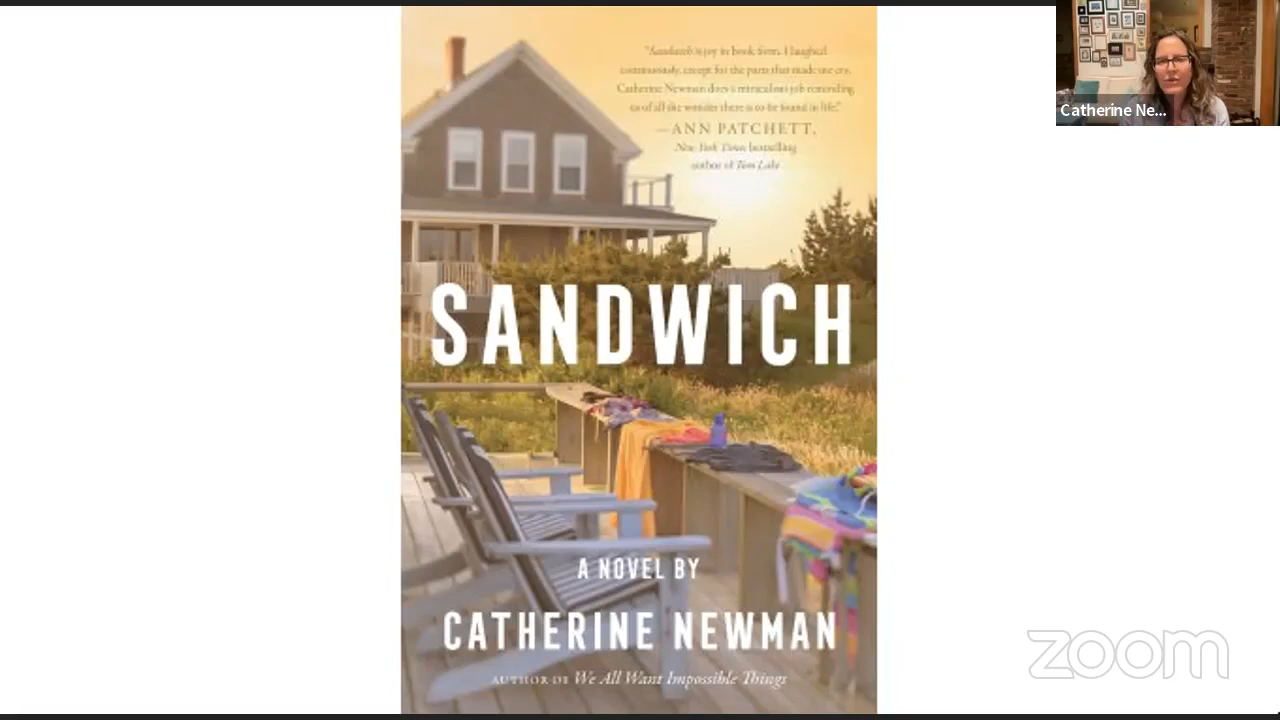 "Sandwich is joy in book form. I laughed
continuously, except for the parts that made me cry.
Catherine Newman does a miraculous job reminding
us of all the wonder there is to be found in life."
—ANN PATCHETT,
New York Times bestselling
author of Tom Lake
SANDWICH
A NOVEL BY
CATHERINE NEWMAN
AUTHOR OF We All Want Impossible Things
Catherine Ne...
zoom